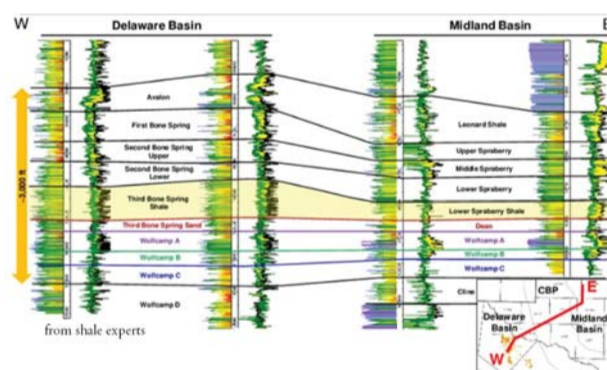 W
Delaware Basin
Midland Basin
E
~3,000 ft
Avalon
First Bone Spring
Second Bone Spring
Upper
Second Bone Spring
Lower
Third Bone Spring
Shale
Third Bone Spring Sand
Wolfcamp A
Wolfcamp B
Wolfcamp C
Wolfcamp D
Leonard Shale
Upper Spraberry
Middle Spraberry
Lower Spraberry
Lower Spraberry Shale
Dean
Wolfcamp A
Wolfcamp B
Wolfcamp C
Cline
from shale experts
CBP
E
Delaware
Basin
Midland
Basin
W